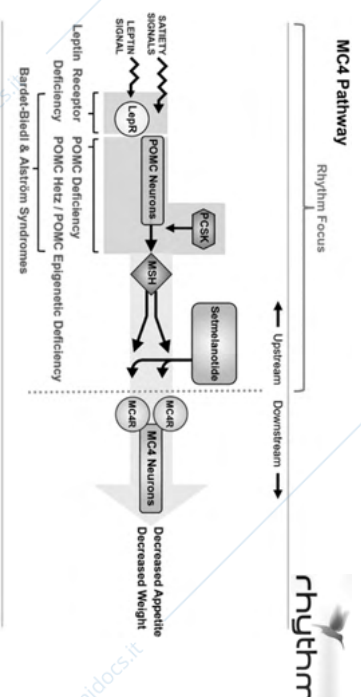 MC4 Pathway
rhythm
Rhythm Focus
Upstream
Downstream
Setmelanotide
PCSK
SATIETY
SIGNALS
LEPTIN
SIGNAL
LepR
POMC Neurons
MSH
MC4R
MC4R
MC4 Neurons
Decreased Appetite
Decreased Weight
Leptin Receptor
Deficiency
POMC Deficiency
POMC Hetz / POMC Epigenetic Deficiency
Bardet-Biedl & Alström Syndromes